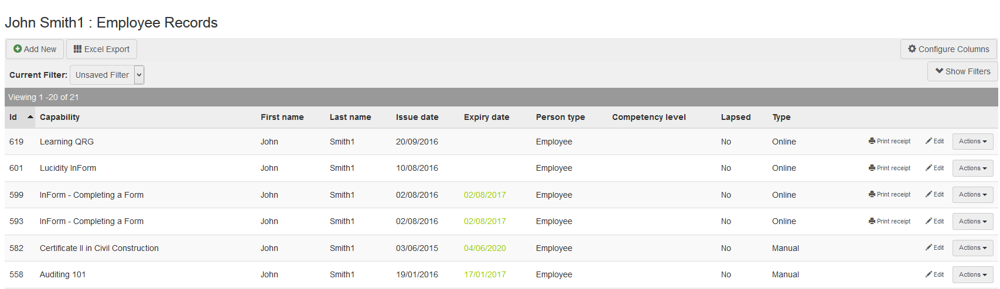 John Smith1 : Employee Records
Add New Excel Export Configure Columns
Current Filter: Unsaved Filter Show Filters
Viewing 1 -20 of 21
Id Capability First name Last name Issue date Expiry date Person type Competency level Lapsed Type
619 Learning QRG John Smith1 20/09/2016 Employee No Online Print receipt Edit Actions
601 Lucidity InForm John Smith1 10/08/2016 Employee No Online Print receipt Edit Actions
599 InForm - Completing a Form John Smith1 02/08/2016 02/08/2017 Employee No Online Print receipt Edit Actions
593 InForm - Completing a Form John Smith1 02/08/2016 02/08/2017 Employee No Online Print receipt Edit Actions
582 Certificate II in Civil Construction John Smith1 03/06/2015 04/06/2020 Employee No Manual Edit Actions
558 Auditing 101 John Smith1 19/01/2016 17/01/2017 Employee No Manual Edit Actions